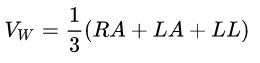 V_W = \frac{1}{3}(RA + LA + LL)